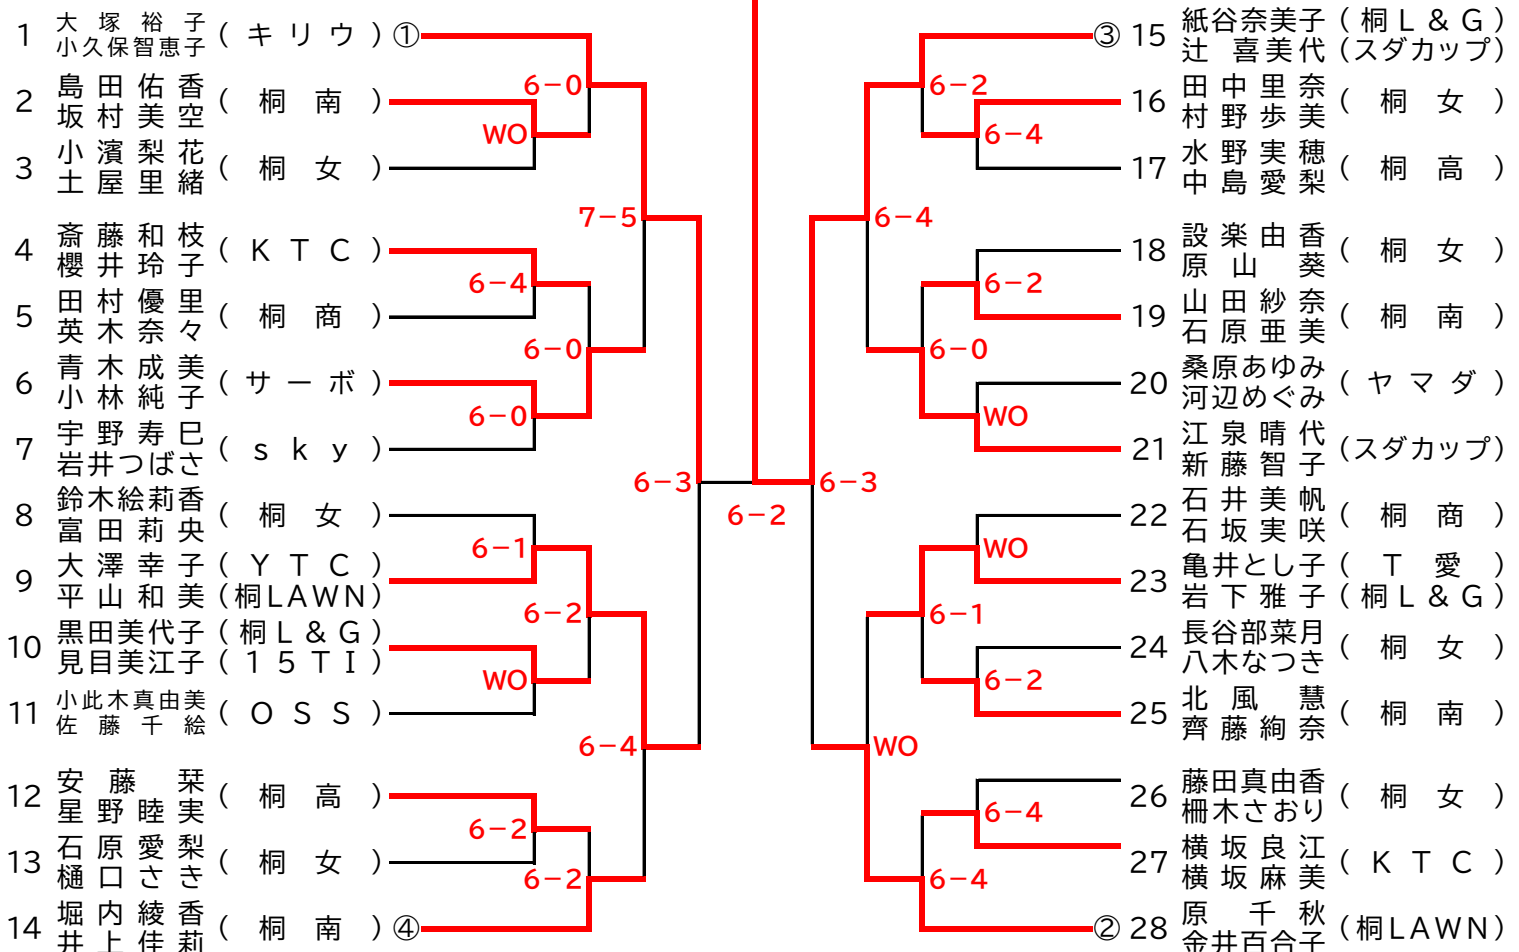 1 大塚裕子 (キリウ) ①
小久保智恵子
6-0
2 島田佑香 (桐南)
坂村美空
WO
3 小濱梨花 (桐女)
土屋里緒
7-5
4 斎藤和枝 (KTC)
櫻井玲子
6-4
5 田村優里 (桐商)
英木奈々
6-0
6 青木成美 (サーボ)
小林純子
6-0
7 宇野寿巳 (sky)
岩井つばさ
6-3
8 鈴木絵莉香 (桐女)
富田莉央
6-1
9 大澤幸子 (YTC)
平山和美 (桐LAWN)
6-2
10 黒田美代子 (桐L&G)
見目美江子 (15TI)
WO
11 小此木真由美 (OSS)
佐藤千絵
6-4
12 安藤栞 (桐高)
星野睦実
6-2
13 石原愛梨 (桐女)
樋口さき
6-2
14 堀内綾香 (桐南) ④
井上佳莉
6-2
③ 15 紙谷奈美子 (桐L&G)
辻喜美代 (スダカップ)
6-2
16 田中里奈 (桐女)
村野歩美
6-4
17 水野実穂 (桐高)
中島愛梨
6-4
18 設楽由香 (桐女)
原山葵
6-2
19 山田紗奈 (桐南)
石原亜美
6-0
20 桑原あゆみ (ヤマダ)
河辺めぐみ
WO
21 江泉晴代 (スダカップ)
新藤智子
6-3
22 石井美帆 (桐商)
石坂実咲
WO
23 亀井とし子 (T愛)
岩下雅子 (桐L&G)
6-1
24 長谷部菜月 (桐女)
八木なつき
6-2
25 北風慧 (桐南)
齊藤絢奈
WO
26 藤田真由香 (桐女)
柵木さおり
6-4
27 横坂良江 (KTC)
横坂麻美
6-4
② 28 原千秋 (桐LAWN)
金井百合子